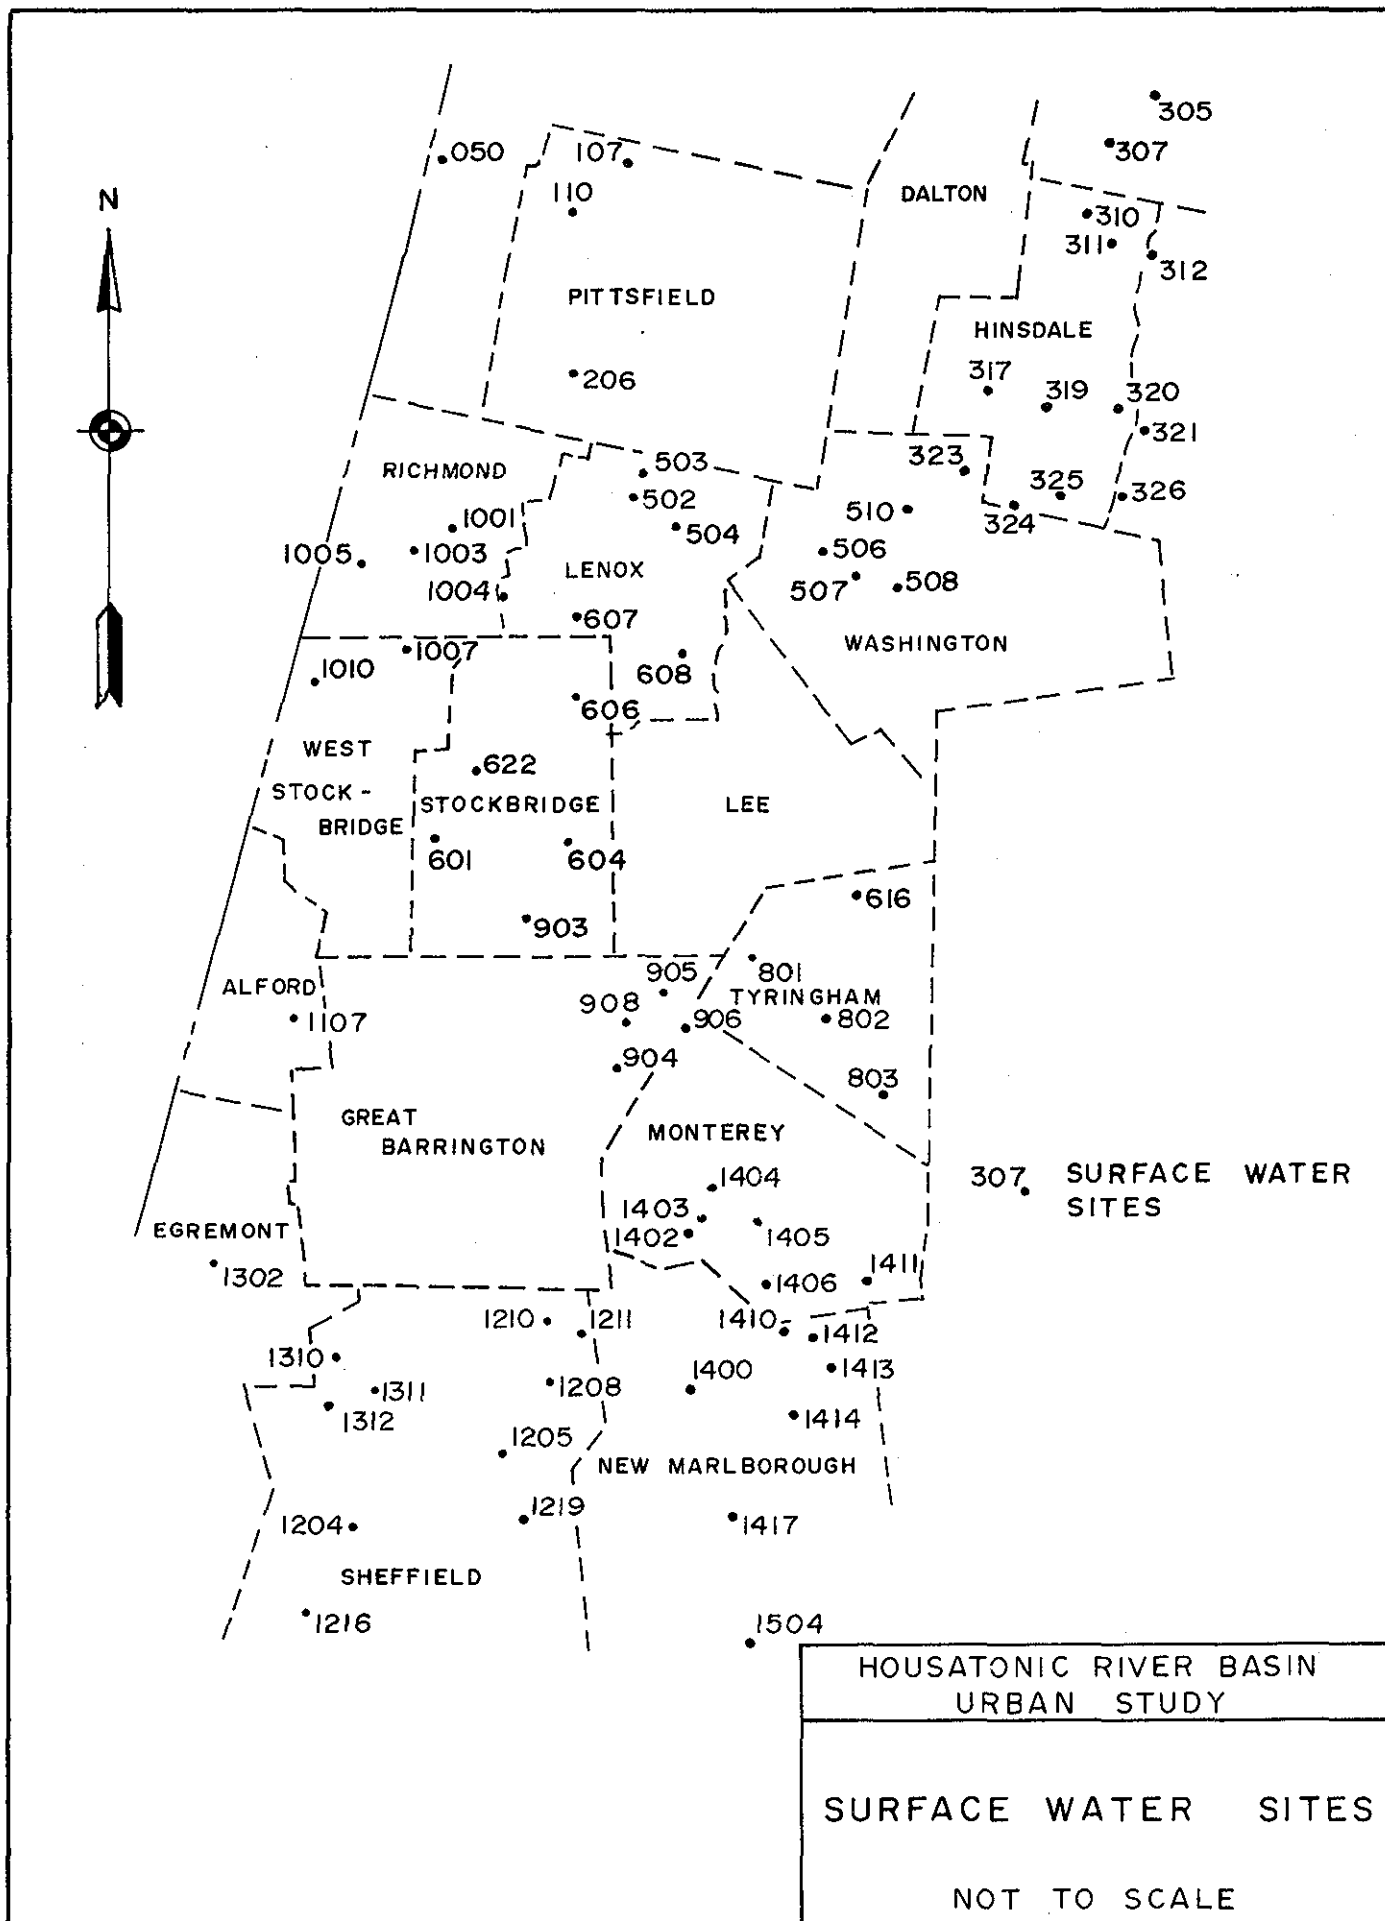 305
050
107
307
N
DALTON
110
310
311
312
PITTSFIELD
HINSDALE
206
317
319
320
321
RICHMOND
503
323
502
325
326
510
324
1001
504
1005
1003
506
LENOX
507
508
1004
607
WASHINGTON
1007
1010
608
606
WEST
622
STOCK-
STOCKBRIDGE
LEE
BRIDGE
601
604
616
903
905
801
ALFORD
TYRINGHAM
908
1107
906
802
904
803
GREAT
MONTEREY
BARRINGTON
307
SURFACE WATER
SITES
1404
1403
EGREMONT
1402
1405
1302
1411
1406
1210
1211
1410
1412
1310
1413
1311
1208
1400
1312
1414
1205
NEW MARLBOROUGH
1219
1204
1417
SHEFFIELD
1216
1504
HOUSATONIC RIVER BASIN
URBAN STUDY
SURFACE WATER SITES
NOT TO SCALE